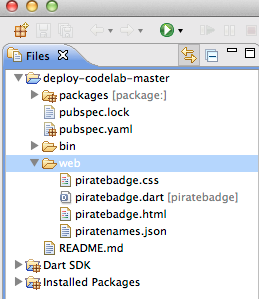 Files
deploy-codelab-master
packages [package:]
pubspec.lock
pubspec.yaml
bin
web
piratebadge.css
piratebadge.dart [piratebadge]
piratebadge.html
piratenames.json
README.md
Dart SDK
Installed Packages